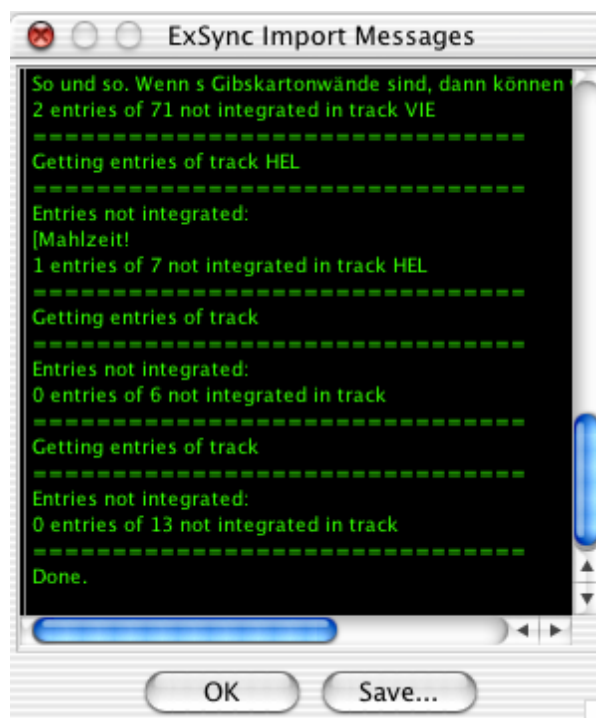 ExSync Import Messages
So und so. Wenn s Gibskartonwände sind, dann können
2 entries of 71 not integrated in track VIE
===============================
Getting entries of track HEL
===============================
Entries not integrated:
[Mahlzeit!
1 entries of 7 not integrated in track HEL
===============================
Getting entries of track
===============================
Entries not integrated:
0 entries of 6 not integrated in track
===============================
Getting entries of track
===============================
Entries not integrated:
0 entries of 13 not integrated in track
===============================
Done.
OK
Save...